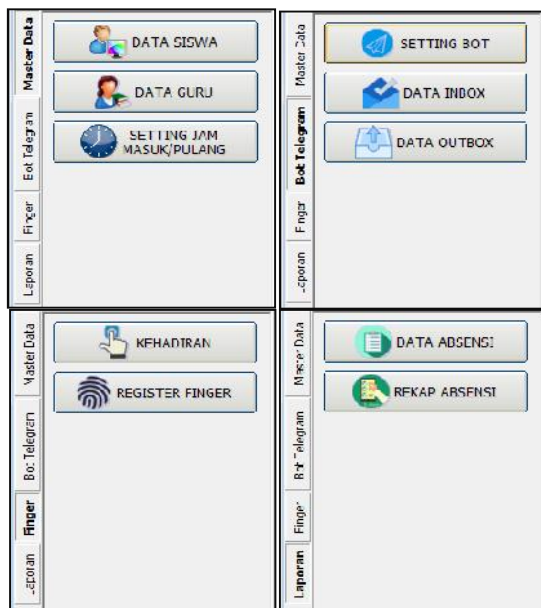 Master Data
Bot Telegram
Finger
Laporan
DATA SISWA
DATA GURU
SETTING JAM
MASUK/PULANG
Master Data
Bot Telegram
Finger
Laporan
SETTING BOT
DATA INBOX
DATA OUTBOX
Master Data
Bot Telegram
Finger
Laporan
KEHADIRAN
REGISTER FINGER
Master Data
Bot Telegram
Finger
Laporan
DATA ABSENSI
REKAP ABSENSI